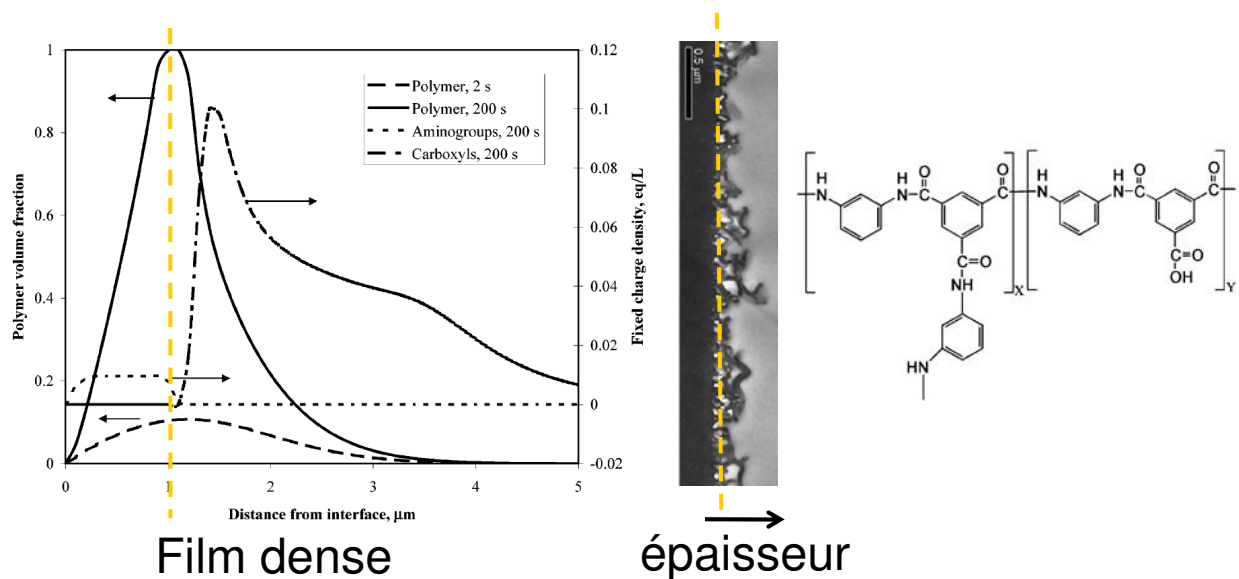 1
0.8
0.6
0.4
0.2
0
Polymer volume fraction
0
1
2
3
4
5
Distance from interface, μm
0.12
0.1
0.08
0.06
0.04
0.02
0
-0.02
Fixed charge density, eq/L
Polymer, 2 s
Polymer, 200 s
Aminogroups, 200 s
Carboxyls, 200 s
Film dense
0.5 μm
épaisseur
H
N
NH
O
C
O
C
C=O
NH
HN
X
H
N
NH
O
C
O
C
C=O
OH
Y